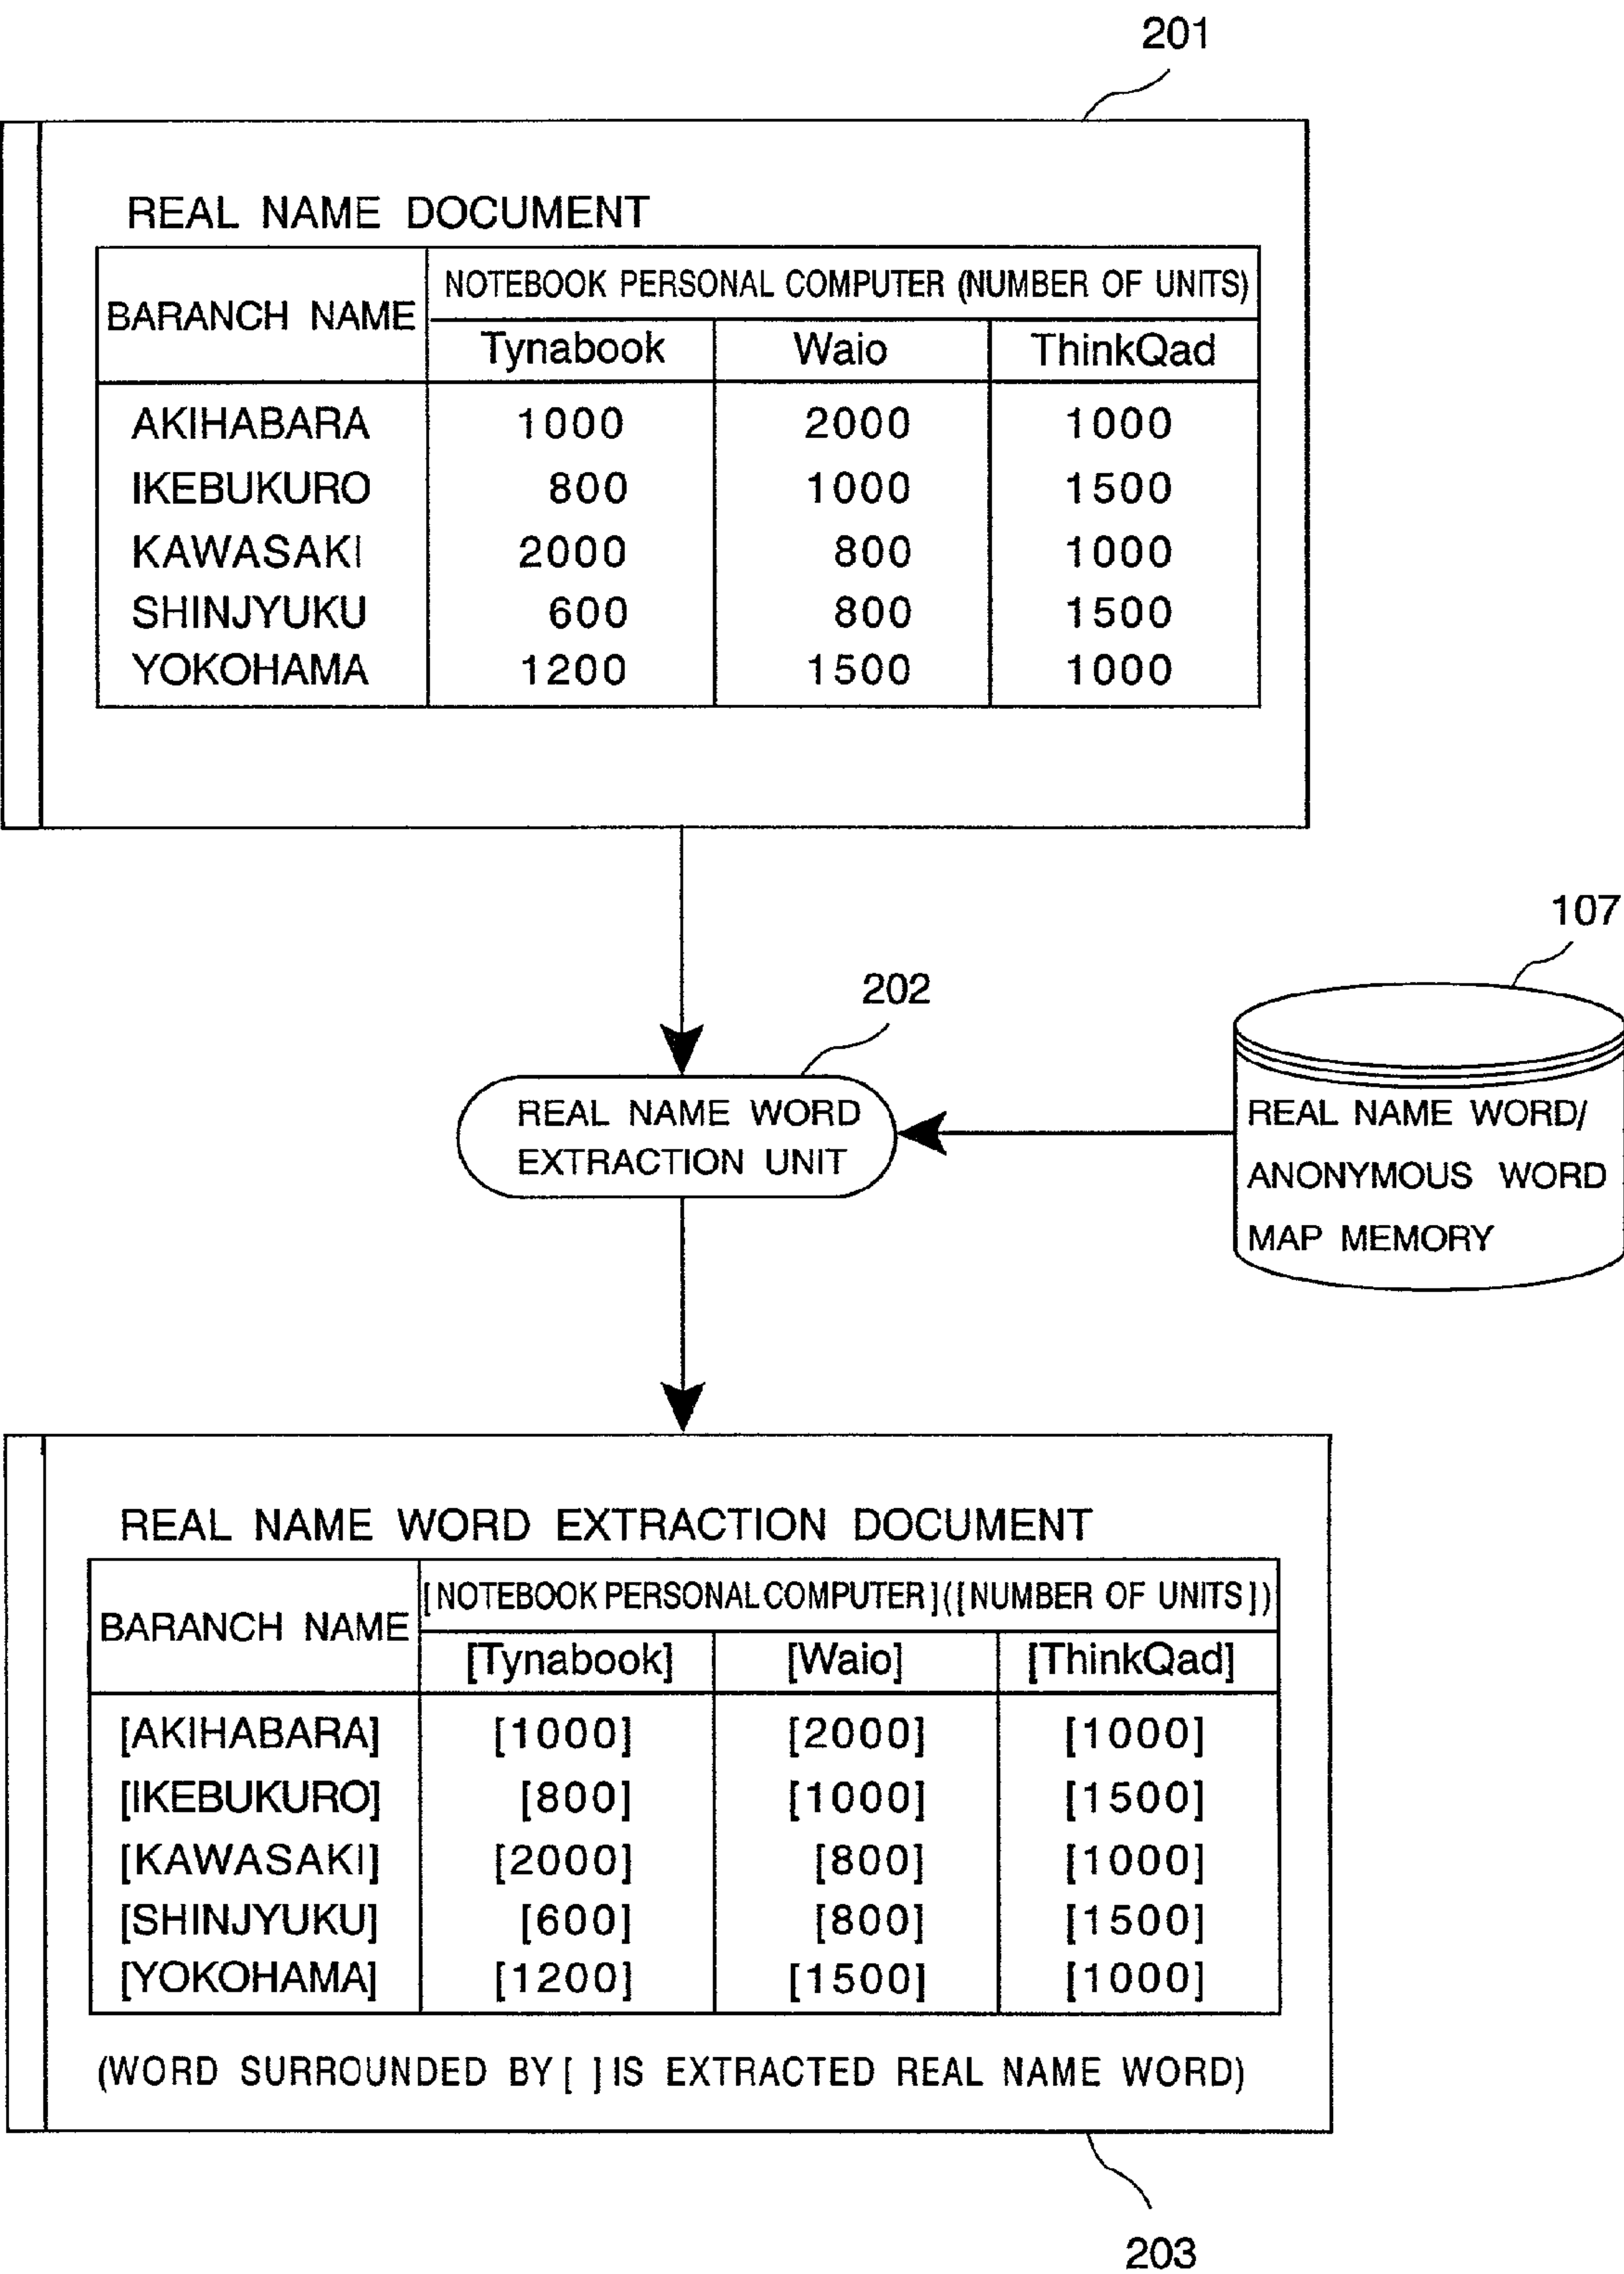 201
REAL NAME DOCUMENT
BARANCH NAME
NOTEBOOK PERSONAL COMPUTER (NUMBER OF UNITS)
Tynabook Waio ThinkQad
AKIHABARA 1000 2000 1000
IKEBUKURO 800 1000 1500
KAWASAKI 2000 800 1000
SHINJYUKU 600 800 1500
YOKOHAMA 1200 1500 1000
107
202
REAL NAME WORD
EXTRACTION UNIT
REAL NAME WORD/
ANONYMOUS WORD
MAP MEMORY
REAL NAME WORD EXTRACTION DOCUMENT
BARANCH NAME
[NOTEBOOK PERSONAL COMPUTER]([NUMBER OF UNITS])
[Tynabook] [Waio] [ThinkQad]
[AKIHABARA] [1000] [2000] [1000]
[IKEBUKURO] [800] [1000] [1500]
[KAWASAKI] [2000] [800] [1000]
[SHINJYUKU] [600] [800] [1500]
[YOKOHAMA] [1200] [1500] [1000]
(WORD SURROUNDED BY [ ] IS EXTRACTED REAL NAME WORD)
203